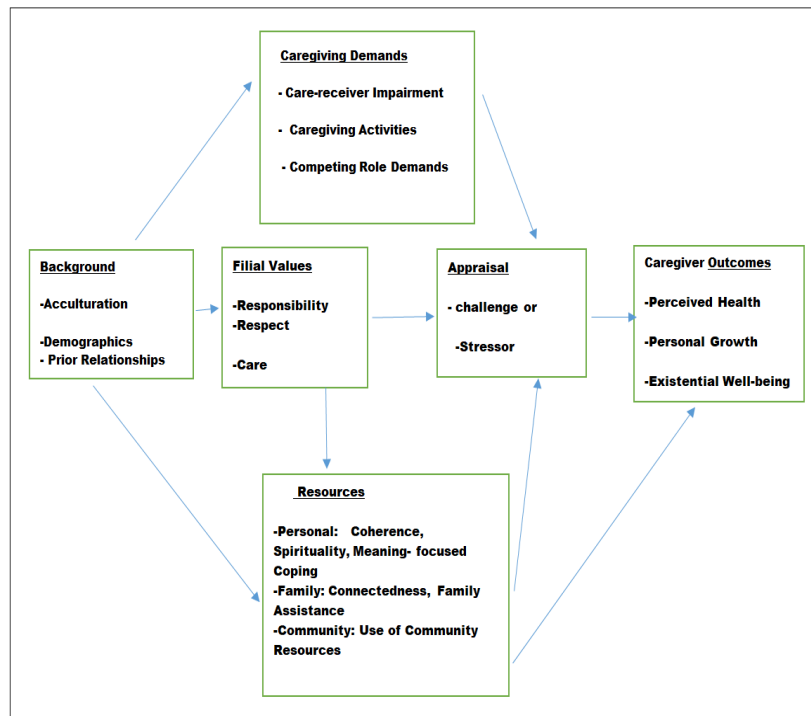 Caregiving Demands
- Care-receiver Impairment
- Caregiving Activities
- Competing Role Demands
Background
-Acculturation
-Demographics
- Prior Relationships
Filial Values
-Responsibility
-Respect
-Care
Appraisal
- challenge or
-Stressor
Caregiver Outcomes
-Perceived Health
-Personal Growth
-Existential Well-being
Resources
-Personal: Coherence,
Spirituality, Meaning- focused
Coping
-Family: Connectedness, Family
Assistance
-Community: Use of Community
Resources